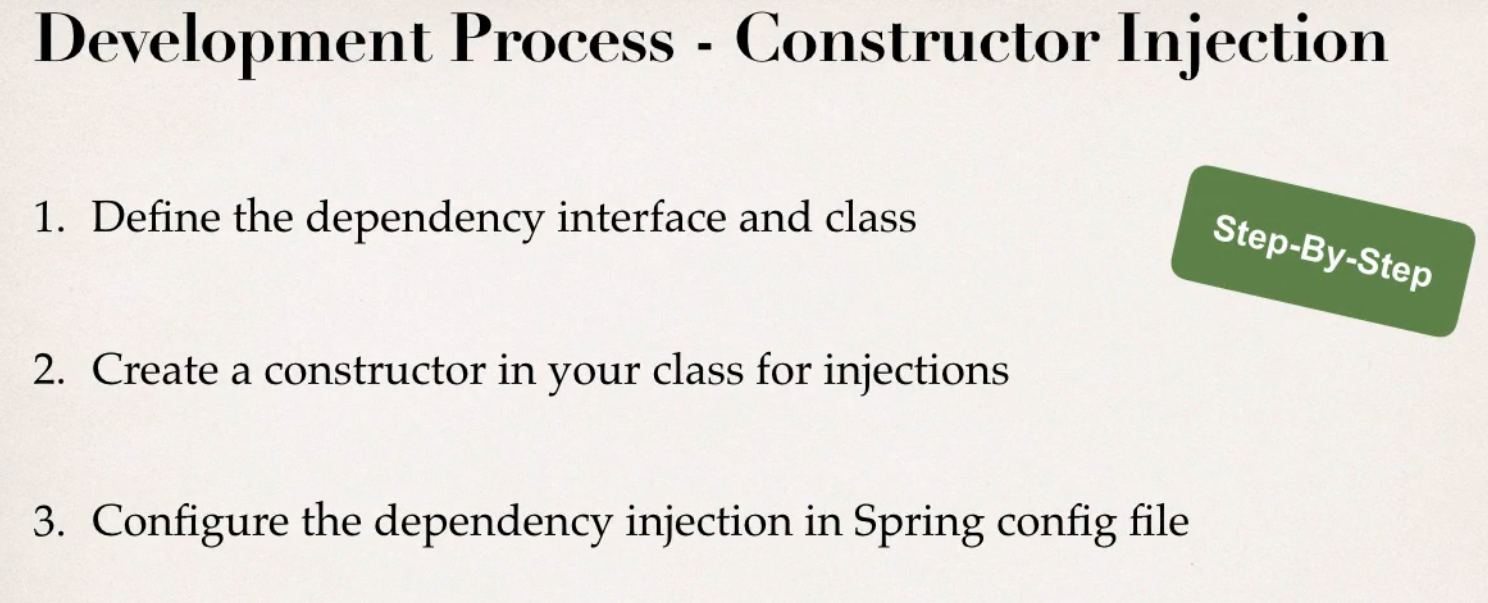 Development Process - Constructor Injection
1. Define the dependency interface and class
Step-By-Step
2. Create a constructor in your class for injections
3. Configure the dependency injection in Spring config file